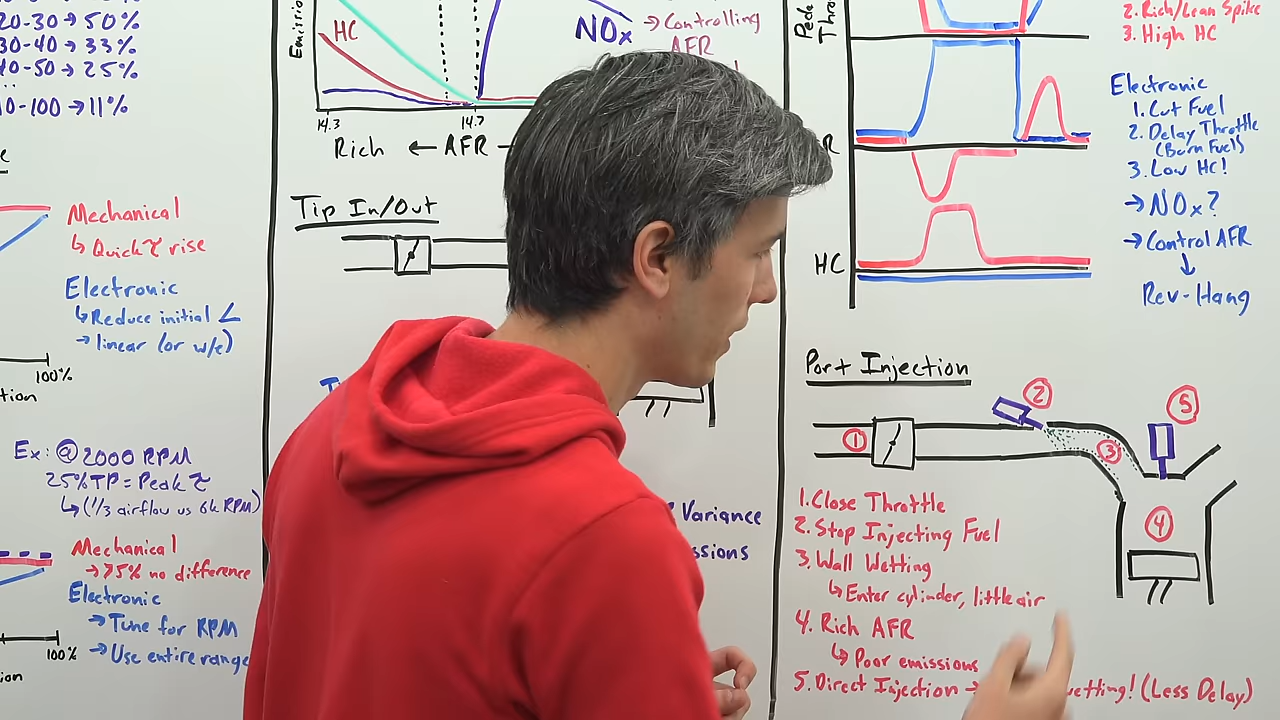 20-30 → 50%
30-40 → 33%
40-50 → 25%
..
0-100 → 11%
Mechanical
↳ Quick τ rise
Electronic
↳ Reduce initial ∠
→ linear (or w/e)
100%
tion
Ex: @ 2000 RPM
25% TP = Peak τ
↳ (1/3 airflow vs 6k RPM)
Mechanical
no difference
Electronic
→ Tune for RPM
→ Use entire range
100%
ion
Emissio
HC
NOx
→ Controlling
AFR
14.3
14.7
Rich ← AFR
Tip In/Out
Variance
ssions
Peda
Thro
R
HC
2. Rich/Lean Spike
3. High HC
Electronic
1. Cut Fuel
2. Delay Throttle
(Burn Fuel)
3. Low HC!
→ NOx?
→ Control AFR
↓
Rev-Hang
Port Injection
1
2
3
4
5
1. Close Throttle
2. Stop Injecting Fuel
3. Wall Wetting
↳ Enter cylinder, little air
4. Rich AFR
↳ Poor emissions
5. Direct Injection → etting! (Less Delay)